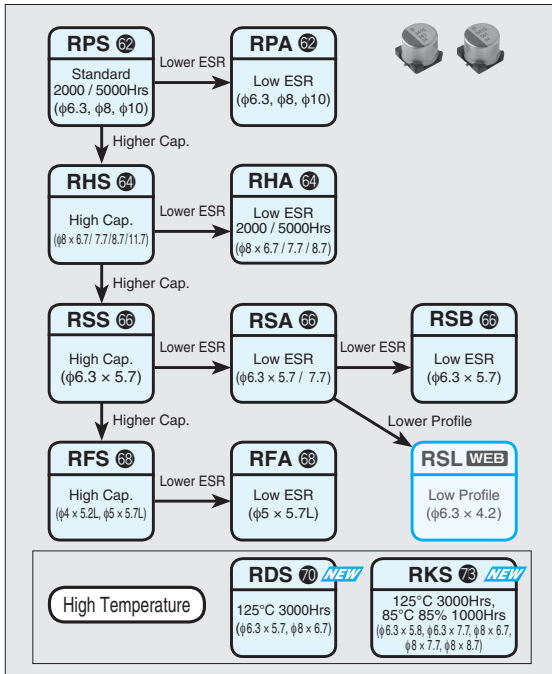 RPS 62
Standard
2000 / 5000Hrs
(φ6.3, φ8, φ10)
Lower ESR
RPA 62
Low ESR
(φ6.3, φ8, φ10)
Higher Cap.
RHS 64
High Cap.
(φ8 × 6.7/ 7.7/8.7/11.7)
Lower ESR
RHA 64
Low ESR
2000 / 5000Hrs
(φ8 × 6.7 / 7.7 / 8.7)
Higher Cap.
RSS 66
High Cap.
(φ6.3 × 5.7)
Lower ESR
RSA 66
Low ESR
(φ6.3 × 5.7 / 7.7)
Lower ESR
RSB 66
Low ESR
(φ6.3 × 5.7)
Higher Cap.
Lower Profile
RFS 68
High Cap.
(φ4 × 5.2L, φ5 × 5.7L)
Lower ESR
RFA 68
Low ESR
(φ5 × 5.7L)
RSL WEB
Low Profile
(φ6.3 × 4.2)
High Temperature
RDS 70 NEW
125°C 3000Hrs
(φ6.3 × 5.7, φ8 × 6.7)
RKS 73 NEW
125°C 3000Hrs,
85°C 85% 1000Hrs
(φ6.3 × 5.8, φ6.3 × 7.7, φ8 × 6.7,
φ8 × 7.7, φ8 × 8.7)